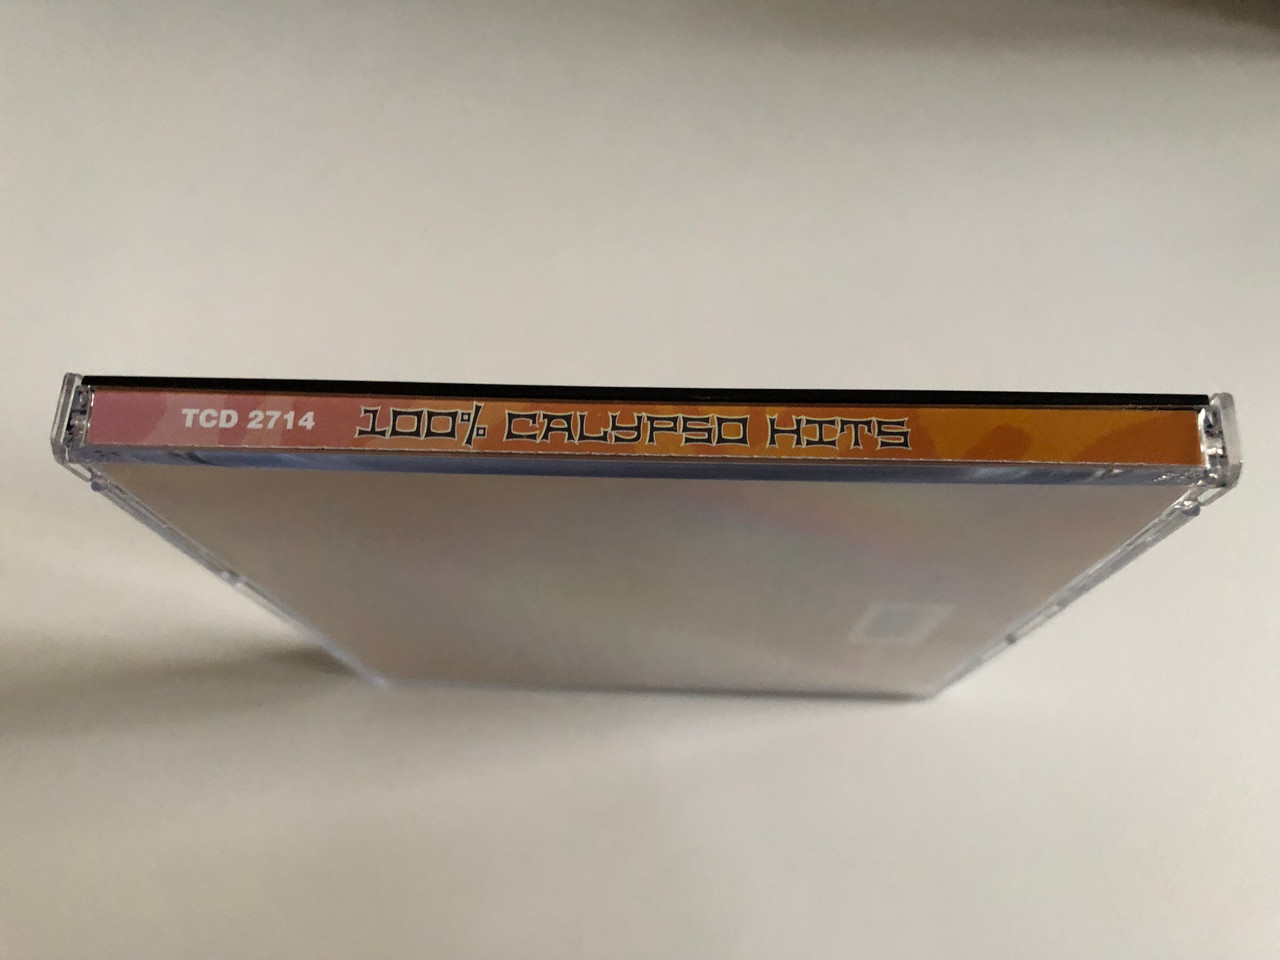 TCD 2714 100% CALYPSO HITS